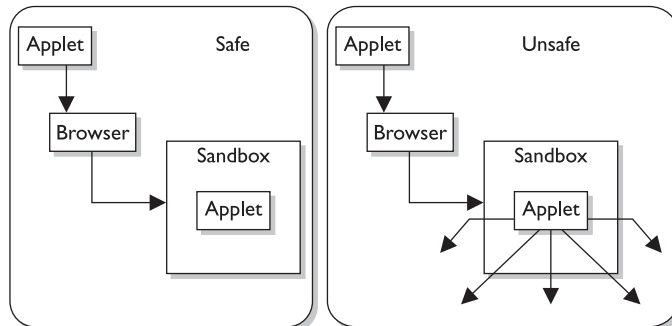 Applet
Safe
Browser
Sandbox
Applet
Applet
Unsafe
Browser
Sandbox
Applet